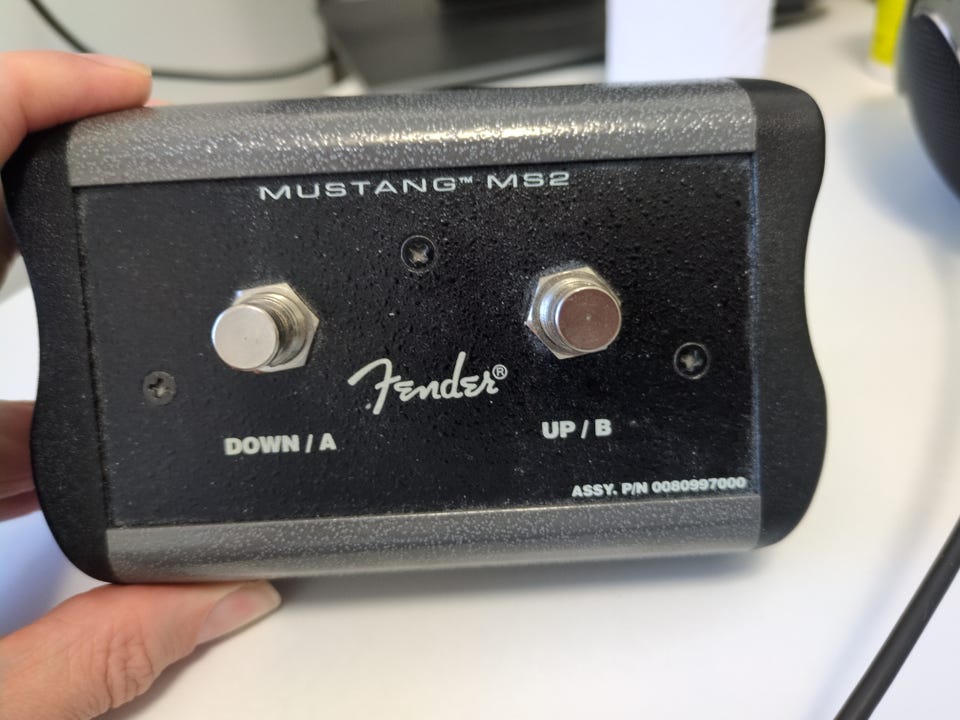 MUSTANG™ MS2
Fender®
DOWN / A
UP / B
ASSY. P/N 0080997000